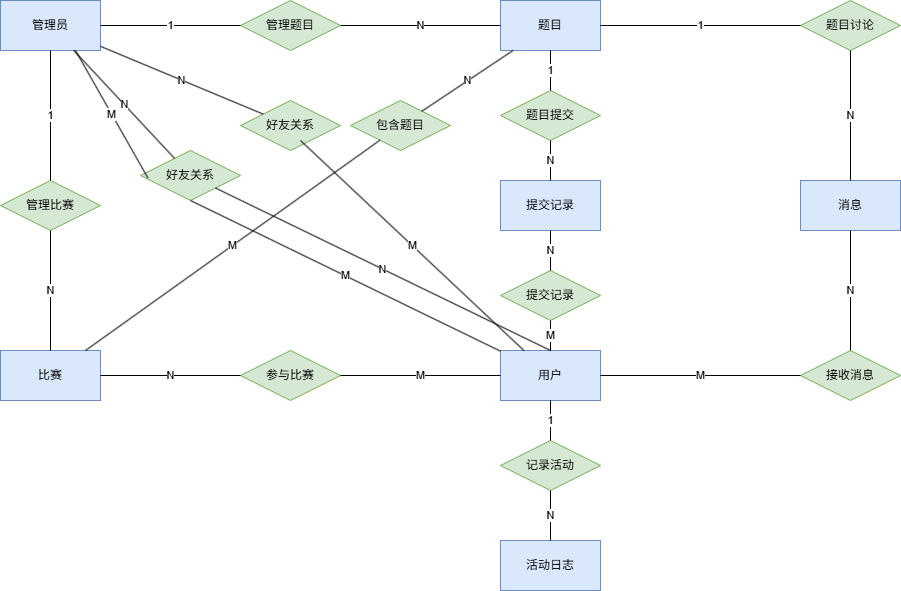 管理员
1
管理题目
N
题目
1
题目讨论
1
N
N
N
M
1
好友关系
包含题目
题目提交
N
N
好友关系
管理比赛
提交记录
消息
M
M
N
N
M
N
N
提交记录
M
比赛
N
参与比赛
M
用户
M
接收消息
1
记录活动
N
活动日志